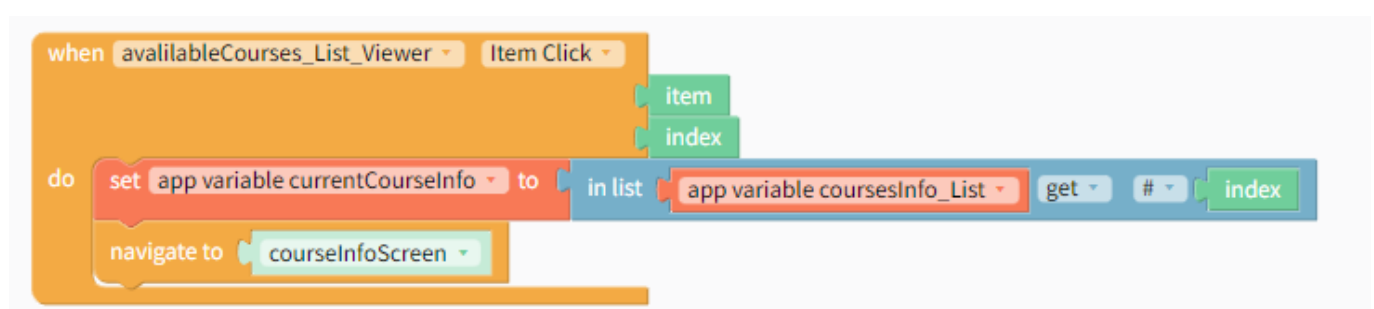 when avalilableCourses_List_Viewer Item Click
item
index
do set app variable currentCourseInfo to in list app variable coursesInfo_List get # index
navigate to courseInfoScreen